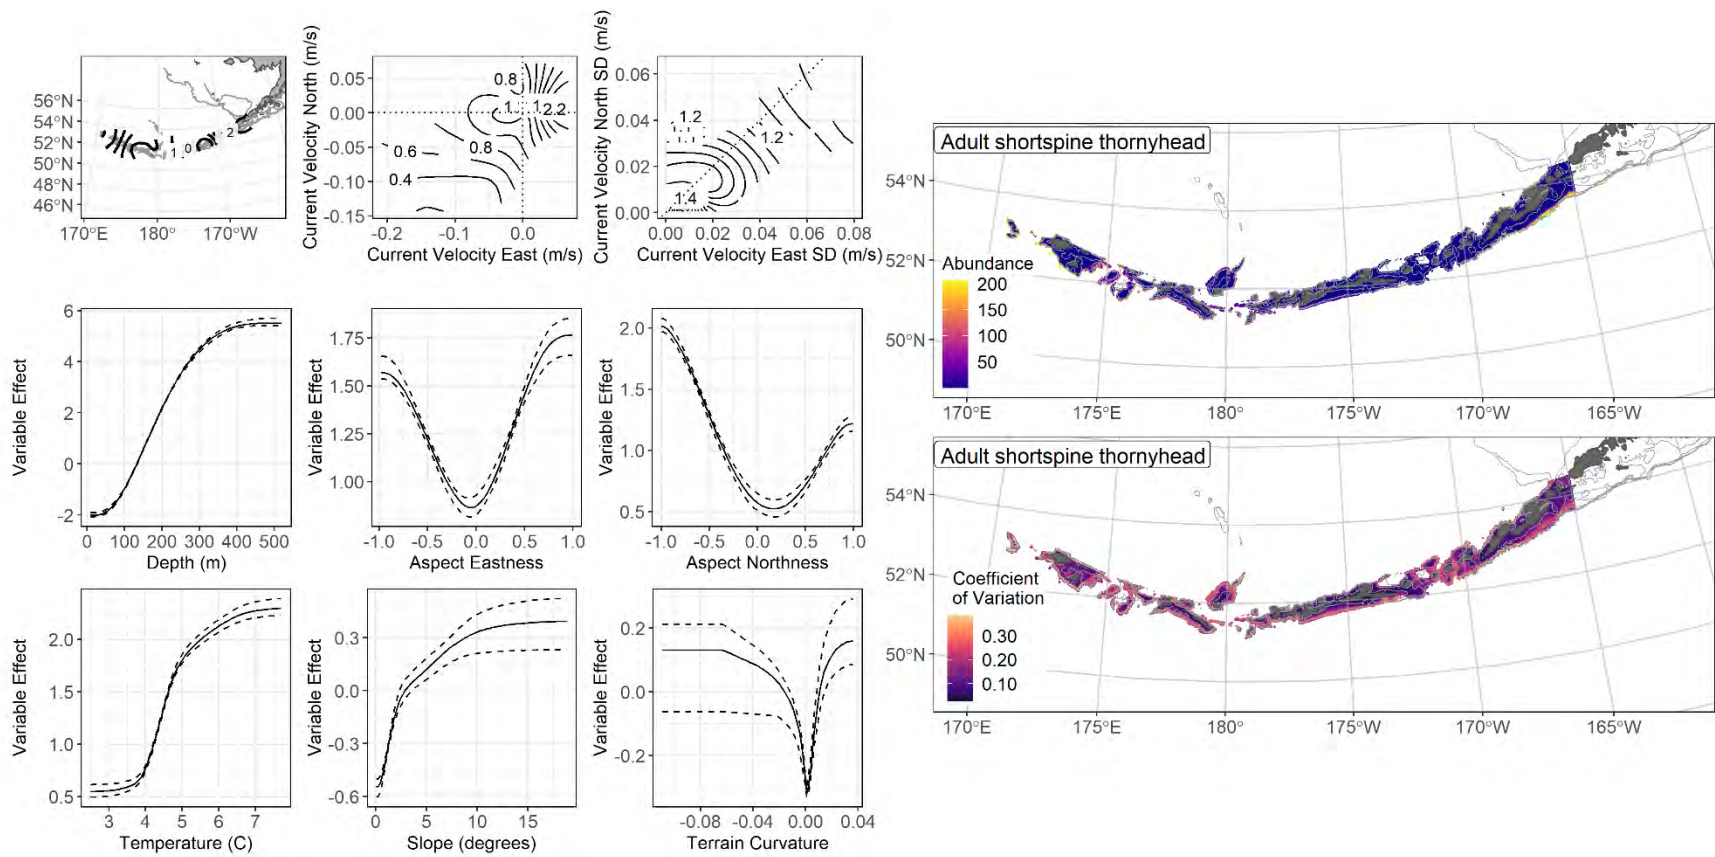 Current Velocity North (m/s)
Current Velocity North SD (m/s)
56°N
54°N
52°N
50°N
48°N
46°N
170°E 180° 170°W
1.0
0.05
0.00
-0.05
-0.10
-0.15
0.8
1
2.2
0.6
0.8
0.4
-0.2 -0.1 0.0
Current Velocity East (m/s)
0.06
0.04
0.02
0.00
1.2
1.2
1.4
0.00 0.02 0.04 0.06 0.08
Current Velocity East SD (m/s)
Variable Effect
6
4
2
0
-2
0 100 200 300 400 500
Depth (m)
Variable Effect
1.75
1.50
1.25
1.00
-1.0 -0.5 0.0 0.5 1.0
Aspect Eastness
Variable Effect
2.0
1.5
1.0
0.5
-1.0 -0.5 0.0 0.5 1.0
Aspect Northness
Variable Effect
2.0
1.5
1.0
0.5
3 4 5 6 7
Temperature (C)
Variable Effect
0.3
0.0
-0.3
-0.6
0 5 10 15
Slope (degrees)
Variable Effect
0.2
0.0
-0.2
-0.08 -0.04 0.00 0.04
Terrain Curvature
Adult shortspine thornyhead
54°N
52°N
50°N
Abundance
200
150
100
50
170°E 175°E 180° 175°W 170°W 165°W
Adult shortspine thornyhead
54°N
52°N
50°N
Coefficient
of Variation
0.30
0.20
0.10
170°E 175°E 180° 175°W 170°W 165°W